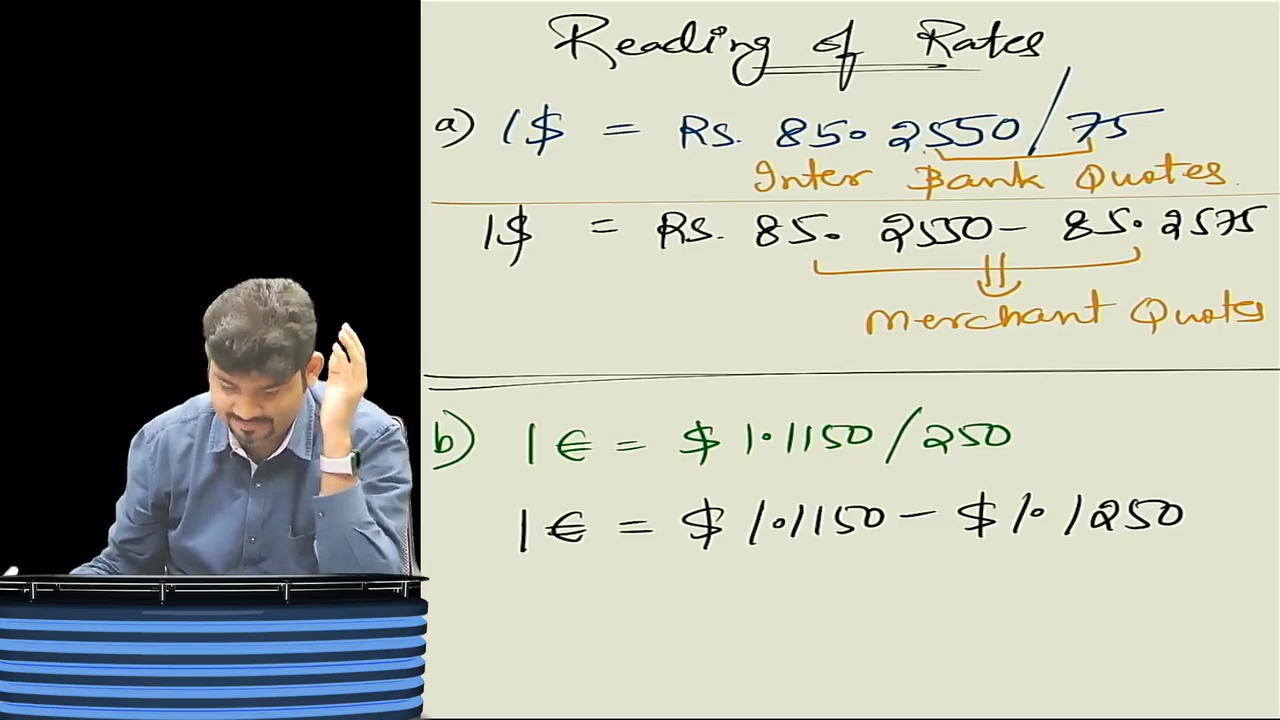 Reading of Rates
a) 1$ = Rs. 85.2550/75
Inter Bank Quotes.
1$ = Rs. 85. 2550 - 85.2575
Merchant Quotes
b) 1€ = $ 1.1150/250
1€ = $ 1.1150 - $ 1.1250